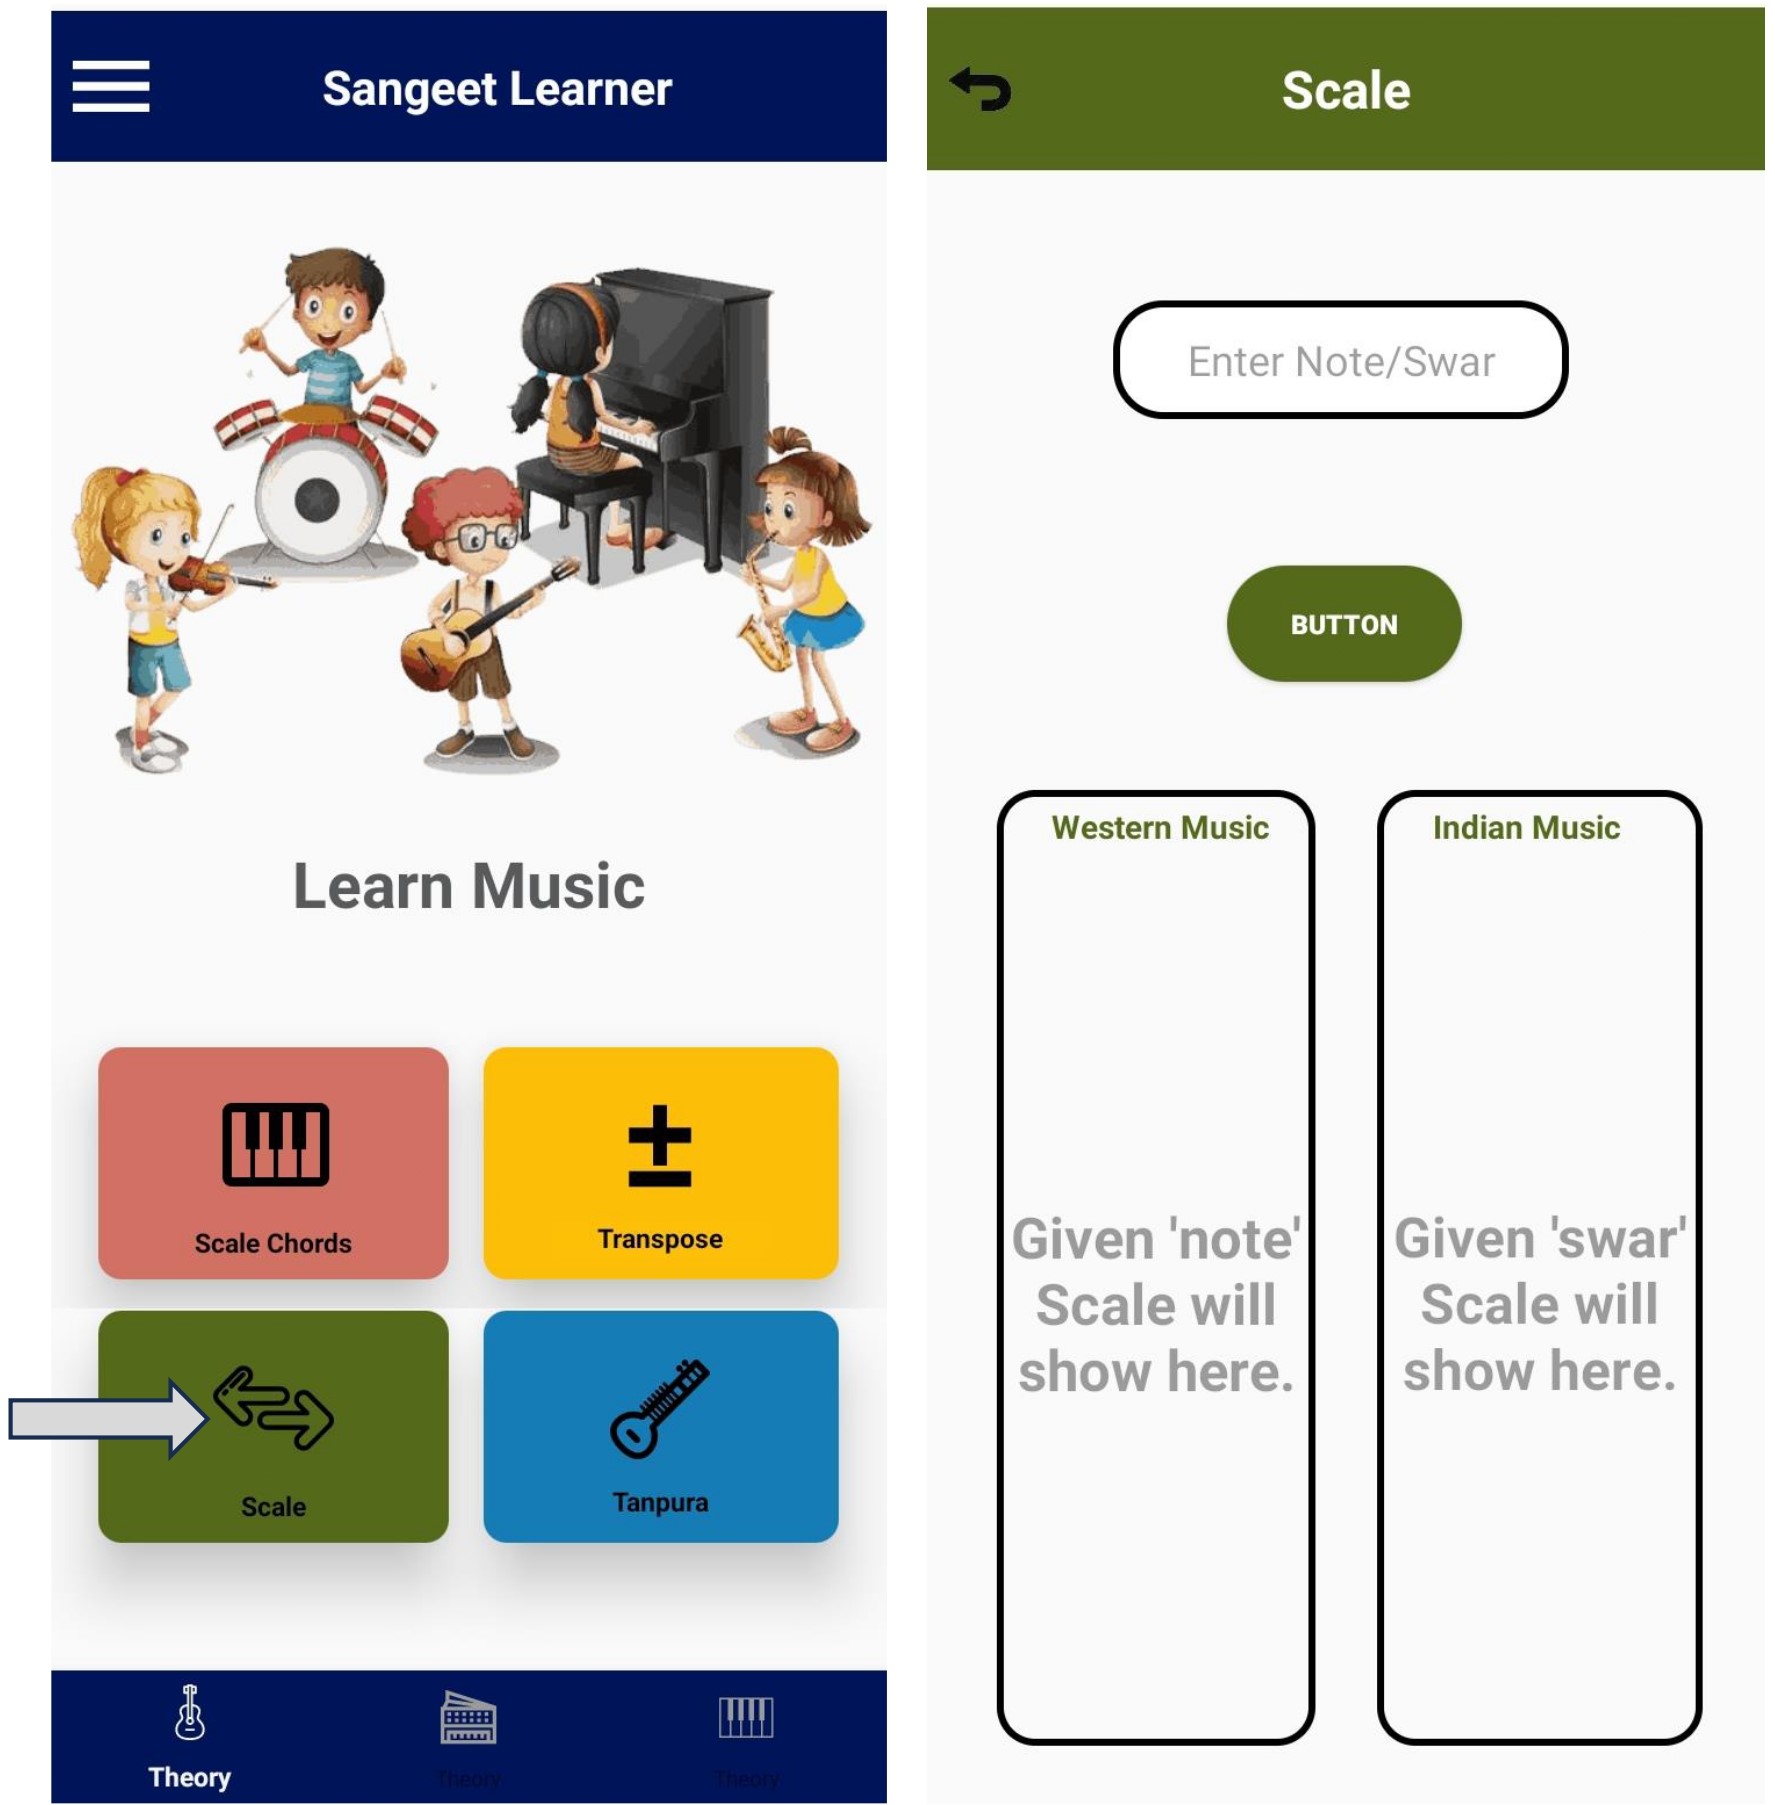 Sangeet Learner
Learn Music
Scale Chords
Transpose
Scale
Tanpura
Theory
Theory
Theory
Scale
Enter Note/Swar
BUTTON
Western Music
Given 'note'
Scale will
show here.
Indian Music
Given 'swar'
Scale will
show here.